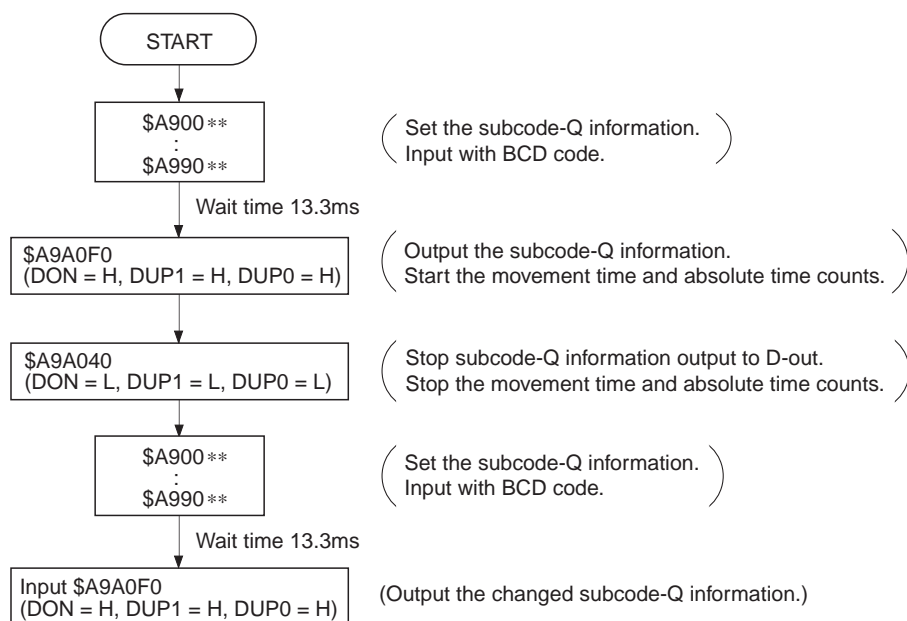 START
$A900**
:
$A990**
Set the subcode-Q information.
Input with BCD code.
Wait time 13.3ms
$A9A0F0
(DON = H, DUP1 = H, DUP0 = H)
Output the subcode-Q information.
Start the movement time and absolute time counts.
$A9A040
(DON = L, DUP1 = L, DUP0 = L)
Stop subcode-Q information output to D-out.
Stop the movement time and absolute time counts.
$A900**
:
$A990**
Set the subcode-Q information.
Input with BCD code.
Wait time 13.3ms
Input $A9A0F0
(DON = H, DUP1 = H, DUP0 = H)
(Output the changed subcode-Q information.)